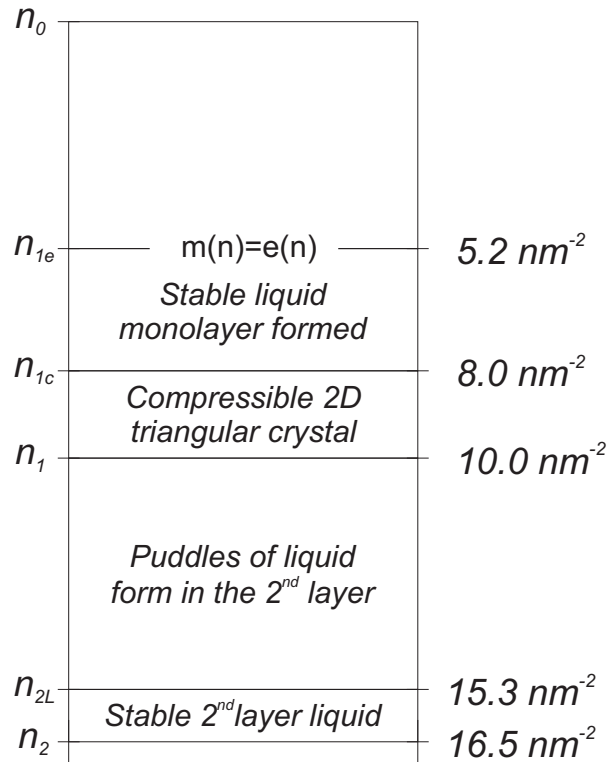 n₀
n₁ₑ m(n)=e(n) 5.2 nm⁻²
Stable liquid
monolayer formed
n₁c 8.0 nm⁻²
Compressible 2D
triangular crystal
n₁ 10.0 nm⁻²
Puddles of liquid
form in the 2ⁿᵈ layer
n₂L 15.3 nm⁻²
Stable 2ⁿᵈ layer liquid
n₂ 16.5 nm⁻²